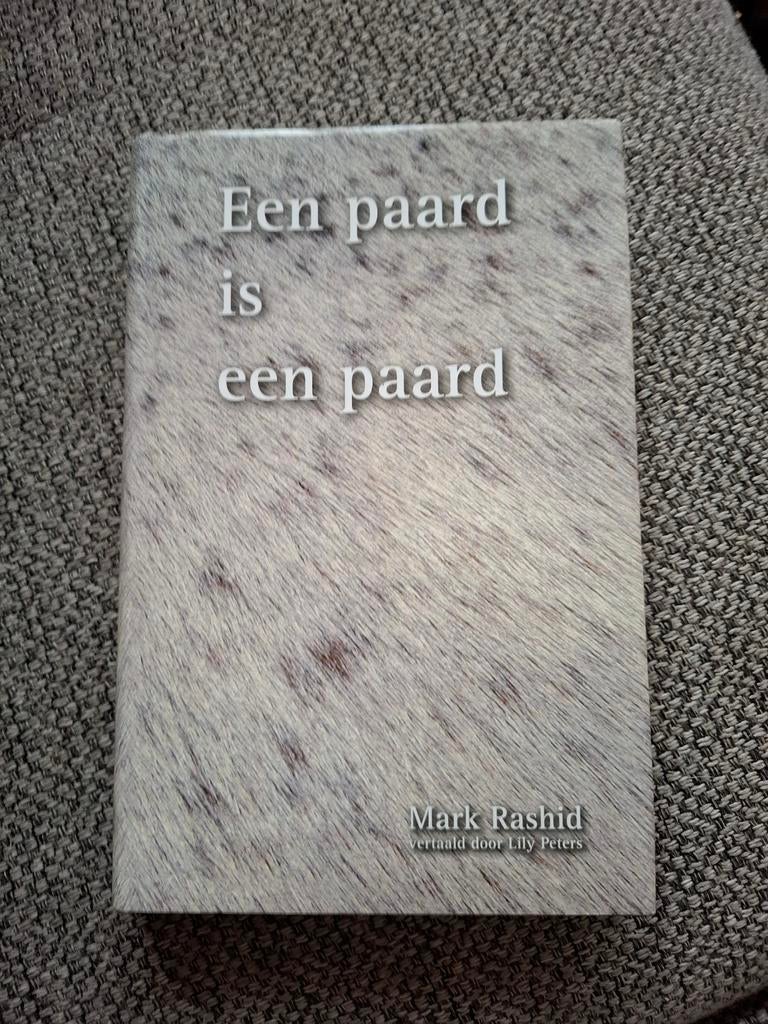 Een paard
is
een paard
Mark Rashid
vertaald door Lily Peters